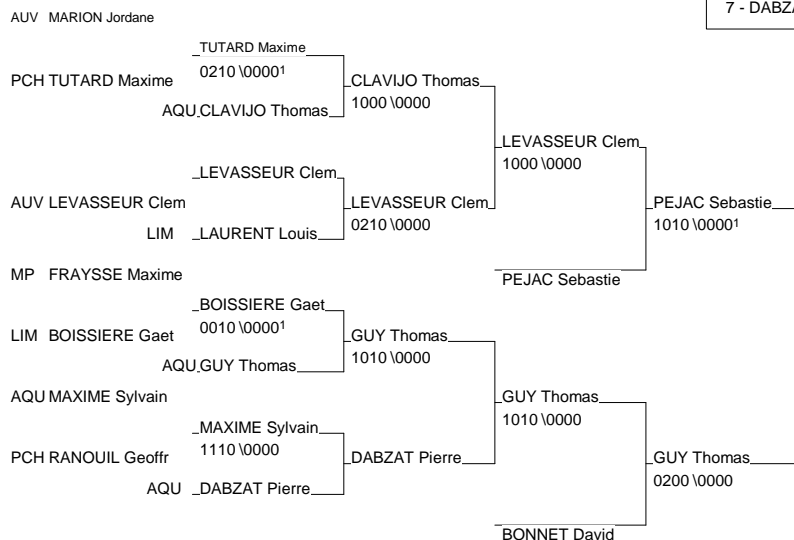 7 - DABZA
AUV MARION Jordane
TUTARD Maxime
PCH TUTARD Maxime
0210 \0000¹
CLAVIJO Thomas
1000 \0000
AQU CLAVIJO Thomas
LEVASSEUR Clem
1000 \0000
LEVASSEUR Clem
AUV LEVASSEUR Clem
LEVASSEUR Clem
0210 \0000
PEJAC Sebastie
1010 \0000¹
LIM LAURENT Louis
MP FRAYSSE Maxime
PEJAC Sebastie
BOISSIERE Gaet
0010 \0000¹
LIM BOISSIERE Gaet
GUY Thomas
1010 \0000
AQU GUY Thomas
AQU MAXIME Sylvain
GUY Thomas
1010 \0000
MAXIME Sylvain
1110 \0000
PCH RANOUIL Geoffr
DABZAT Pierre
GUY Thomas
0200 \0000
AQU DABZAT Pierre
BONNET David